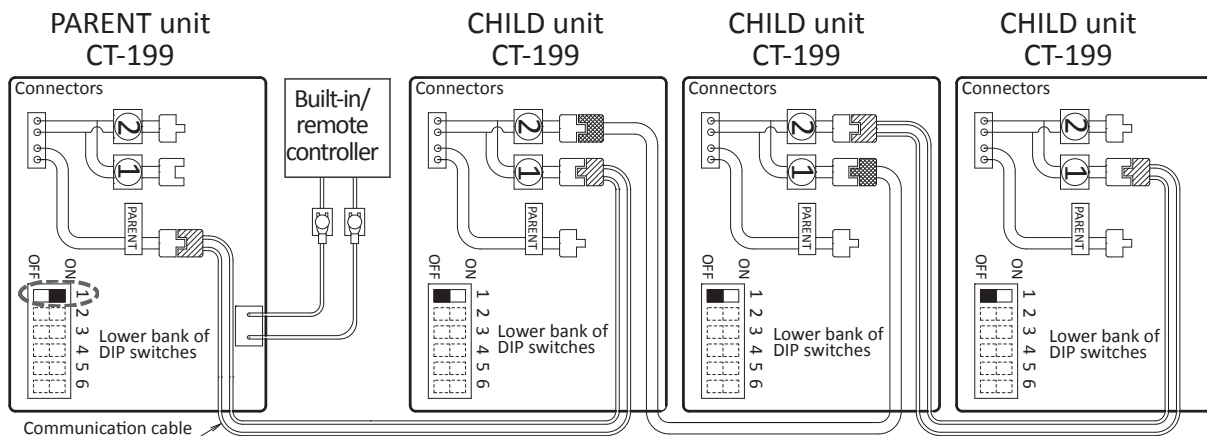 PARENT unit
CT-199
CHILD unit
CT-199
CHILD unit
CT-199
CHILD unit
CT-199
Connectors
2
1
PARENT
OFF
ON
1
2
3
4
5
6
Lower bank of
DIP switches
Built-in/
remote
controller
Connectors
2
1
PARENT
OFF
ON
1
2
3
4
5
6
Lower bank of
DIP switches
Connectors
2
1
PARENT
OFF
ON
1
2
3
4
5
6
Lower bank of
DIP switches
Connectors
2
1
PARENT
OFF
ON
1
2
3
4
5
6
Lower bank of
DIP switches
Communication cable